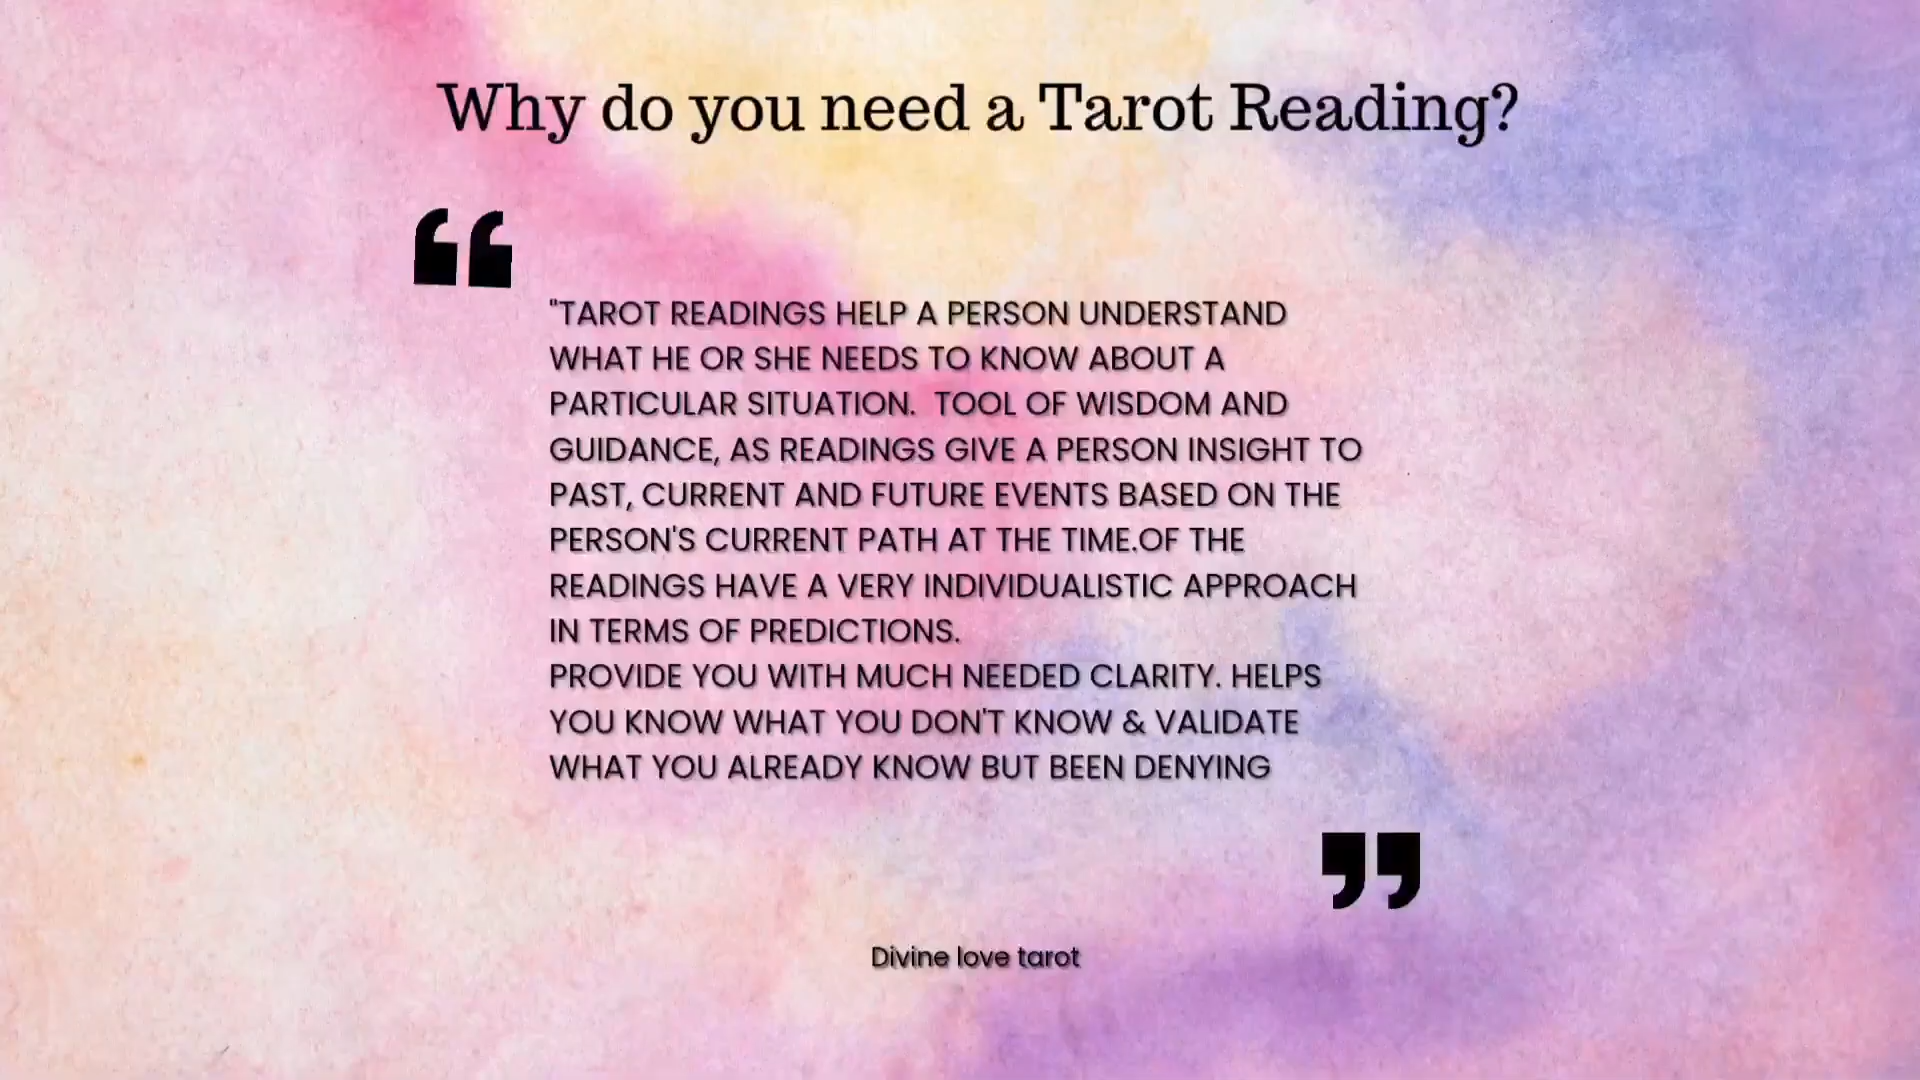 Why do you need a Tarot Reading?
"TAROT READINGS HELP A PERSON UNDERSTAND
WHAT HE OR SHE NEEDS TO KNOW ABOUT A
PARTICULAR SITUATION.  TOOL OF WISDOM AND
GUIDANCE, AS READINGS GIVE A PERSON INSIGHT TO
PAST, CURRENT AND FUTURE EVENTS BASED ON THE
PERSON'S CURRENT PATH AT THE TIME.OF THE
READINGS HAVE A VERY INDIVIDUALISTIC APPROACH
IN TERMS OF PREDICTIONS.
PROVIDE YOU WITH MUCH NEEDED CLARITY. HELPS
YOU KNOW WHAT YOU DON'T KNOW & VALIDATE
WHAT YOU ALREADY KNOW BUT BEEN DENYING
Divine love tarot